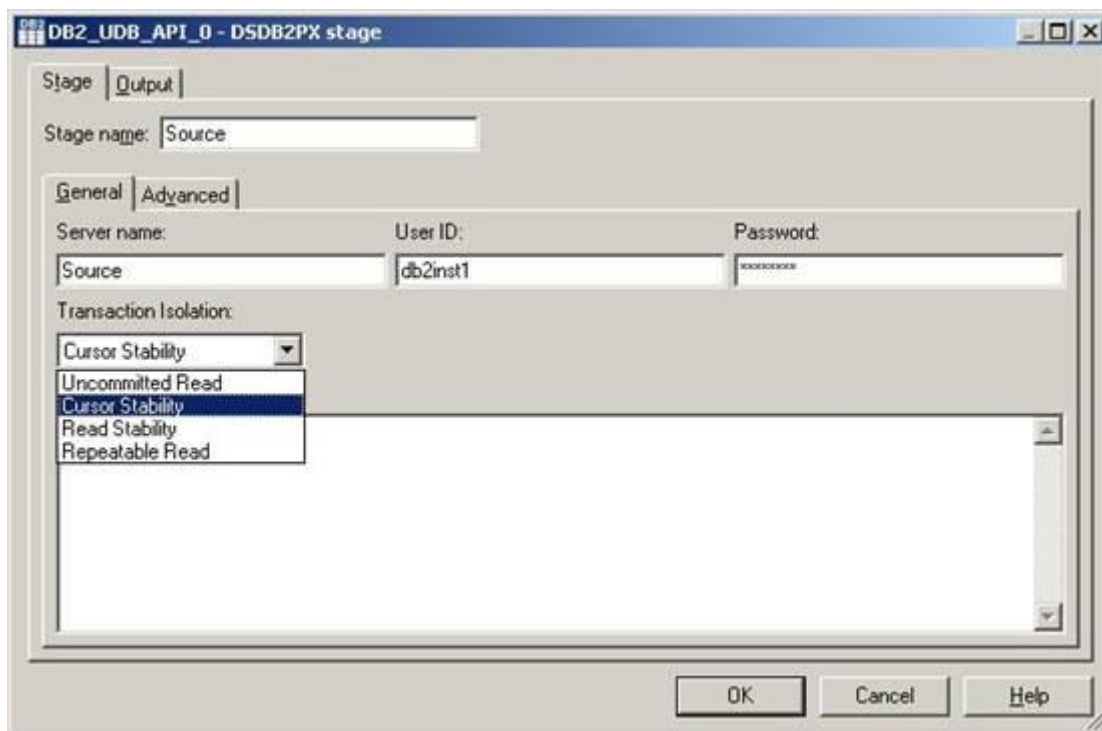 DB2 DB2_UDB_API_0 - DSDB2PX stage
Stage Output
Stage name: Source
General Advanced
Server name: User ID: Password:
Source db2inst1 ********
Transaction Isolation:
Cursor Stability
Uncommitted Read
Cursor Stability
Read Stability
Repeatable Read
OK Cancel Help